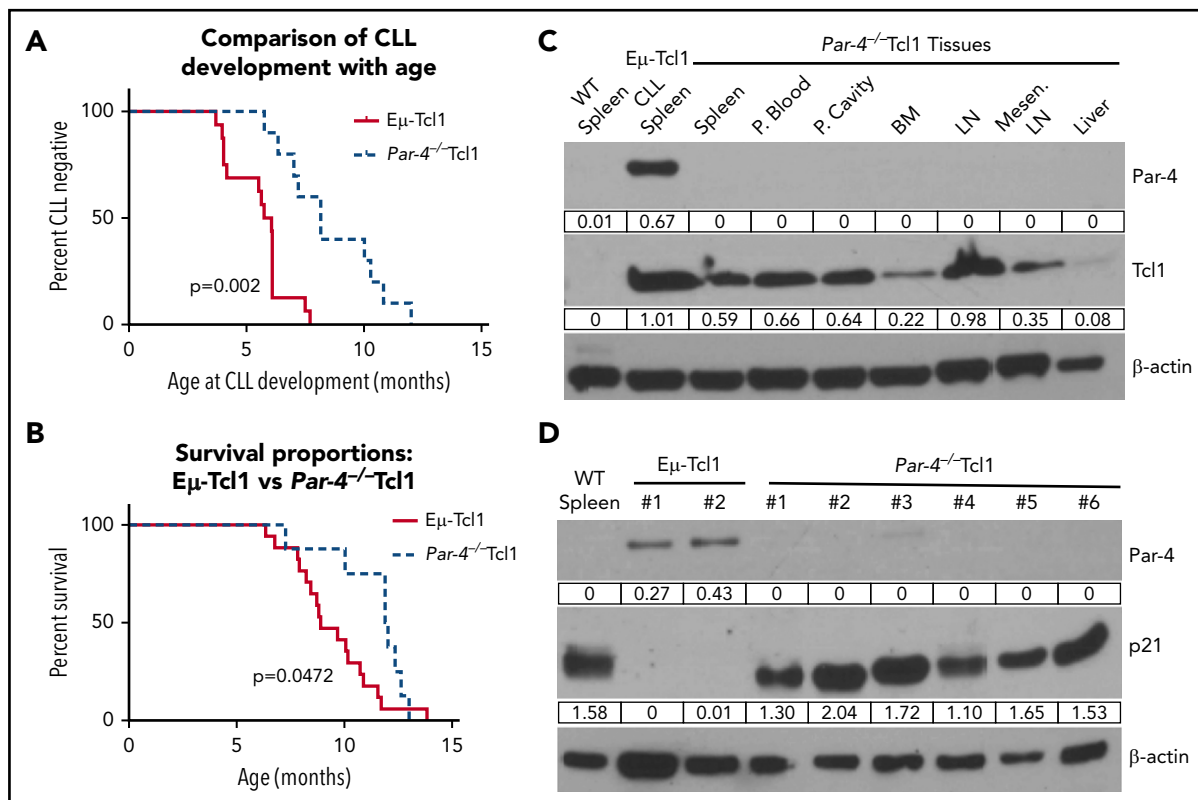 A
Comparison of CLL
development with age
100
50
0
Percent CLL negative
Eμ-Tcl1
Par-4–/–Tcl1
p=0.002
0 5 10 15
Age at CLL development (months)
B
Survival proportions:
Eμ-Tcl1 vs Par-4–/–Tcl1
100
50
0
Percent survival
Eμ-Tcl1
Par-4–/–Tcl1
p=0.0472
0 5 10 15
Age (months)
C
Par-4–/–Tcl1 Tissues
Eμ-Tcl1
WT
Spleen
CLL
Spleen
Spleen
P. Blood
P. Cavity
BM
LN
Mesen.
LN
Liver
Par-4
0.01 0.67 0 0 0 0 0 0 0
Tcl1
0 1.01 0.59 0.66 0.64 0.22 0.98 0.35 0.08
β-actin
D
Eμ-Tcl1 Par-4–/–Tcl1
WT
Spleen #1 #2 #1 #2 #3 #4 #5 #6
Par-4
0 0.27 0.43 0 0 0 0 0 0
p21
1.58 0 0.01 1.30 2.04 1.72 1.10 1.65 1.53
β-actin